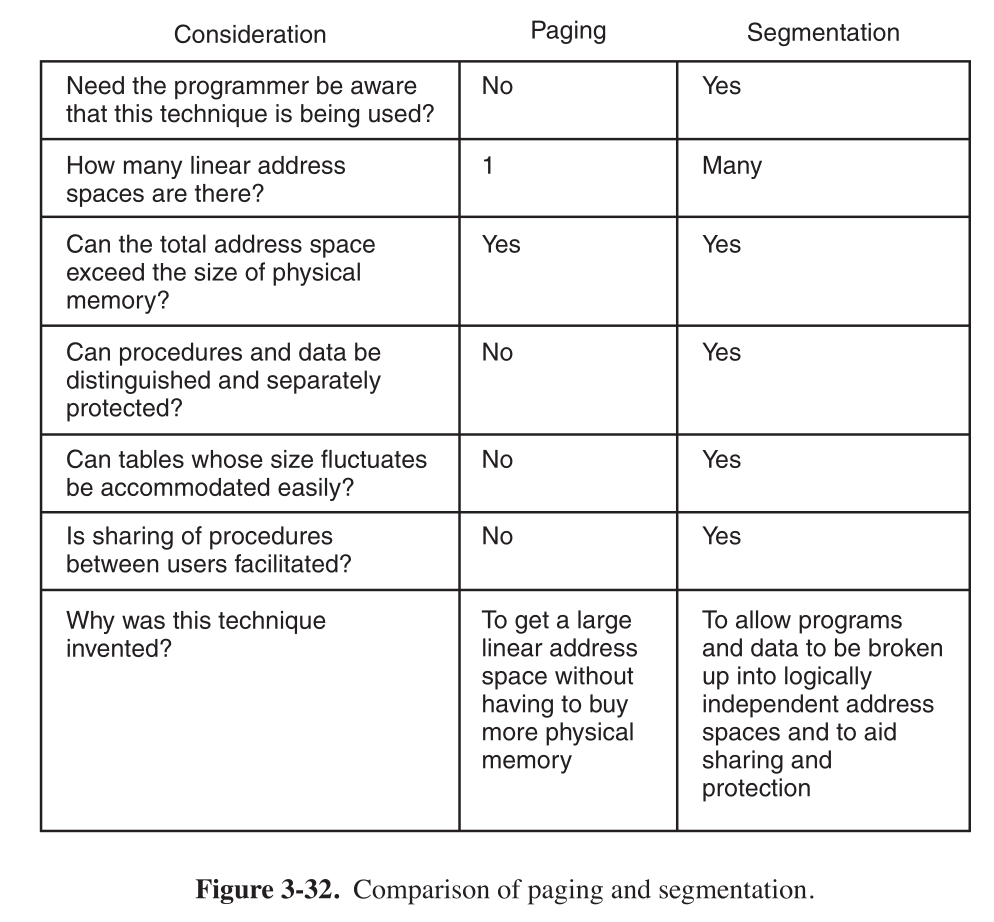 Consideration Paging Segmentation
Need the programmer be aware
that this technique is being used?
No
Yes
How many linear address
spaces are there?
1
Many
Can the total address space
exceed the size of physical
memory?
Yes
Yes
Can procedures and data be
distinguished and separately
protected?
No
Yes
Can tables whose size fluctuates
be accommodated easily?
No
Yes
Is sharing of procedures
between users facilitated?
No
Yes
Why was this technique
invented?
To get a large
linear address
space without
having to buy
more physical
memory
To allow programs
and data to be broken
up into logically
independent address
spaces and to aid
sharing and
protection
Figure 3-32. Comparison of paging and segmentation.